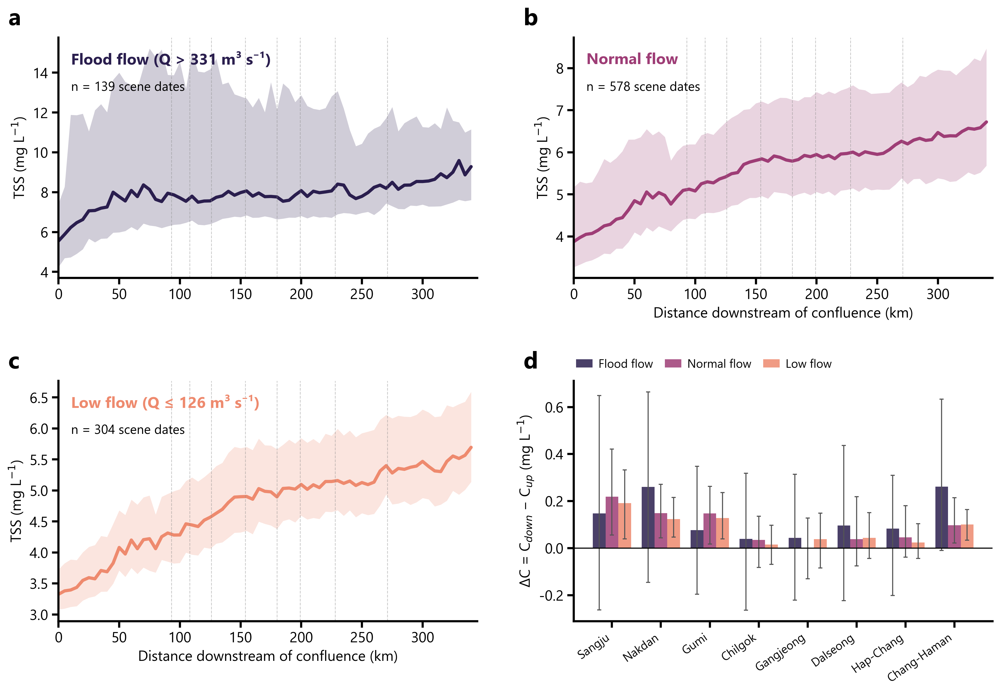 a
Flood flow (Q > 331 m³ s⁻¹)
n = 139 scene dates
TSS (mg L⁻¹)
14
12
10
8
6
4
0 50 100 150 200 250 300
b
Normal flow
n = 578 scene dates
TSS (mg L⁻¹)
8
7
6
5
4
0 50 100 150 200 250 300
Distance downstream of confluence (km)
c
Low flow (Q ≤ 126 m³ s⁻¹)
n = 304 scene dates
TSS (mg L⁻¹)
6.5
6.0
5.5
5.0
4.5
4.0
3.5
3.0
0 50 100 150 200 250 300
Distance downstream of confluence (km)
d
Flood flow Normal flow Low flow
ΔC = C_down − C_up (mg L⁻¹)
0.6
0.4
0.2
0.0
-0.2
Sangju
Nakdan
Gumi
Chilgok
Gangjeong
Dalseong
Hap-Chang
Chang-Haman